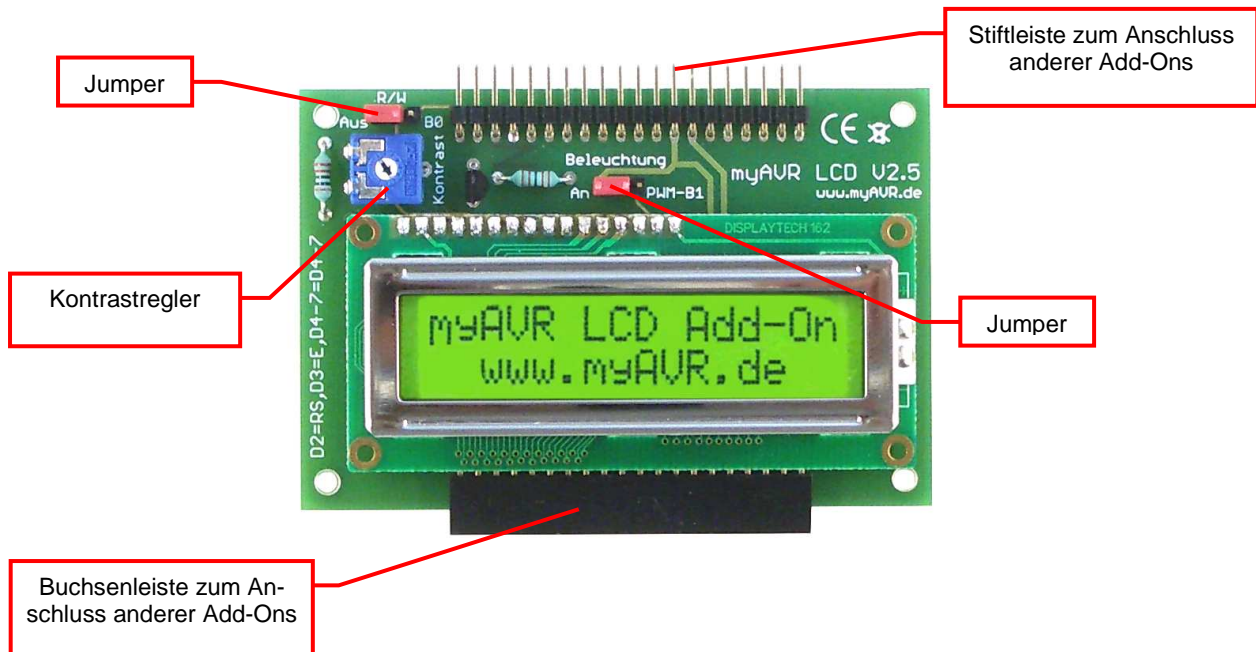 Stiftleiste zum Anschluss
anderer Add-Ons
Jumper
R/W
Aus
B0
Kontrast
Beleuchtung
An
PWM-B1
myAVR LCD V2.5
www.myAVR.de
DISPLAYTECH 162
D2=RS,D3=E,D4-7=D4-7
Kontrastregler
myAVR LCD Add-On
www.myAVR.de
Jumper
Buchsenleiste zum An-
schluss anderer Add-Ons